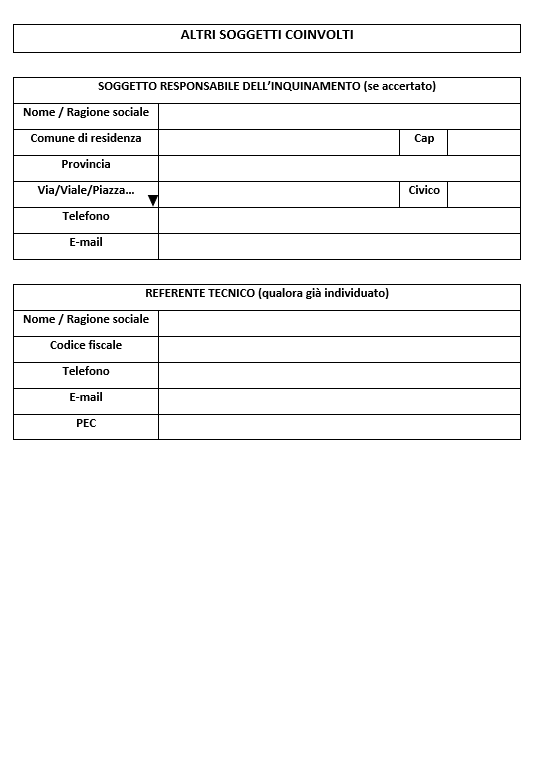 ALTRI SOGGETTI COINVOLTI
SOGGETTO RESPONSABILE DELL’INQUINAMENTO (se accertato)
Nome / Ragione sociale
Comune di residenza Cap
Provincia
Via/Viale/Piazza... Civico
Telefono
E-mail
REFERENTE TECNICO (qualora già individuato)
Nome / Ragione sociale
Codice fiscale
Telefono
E-mail
PEC